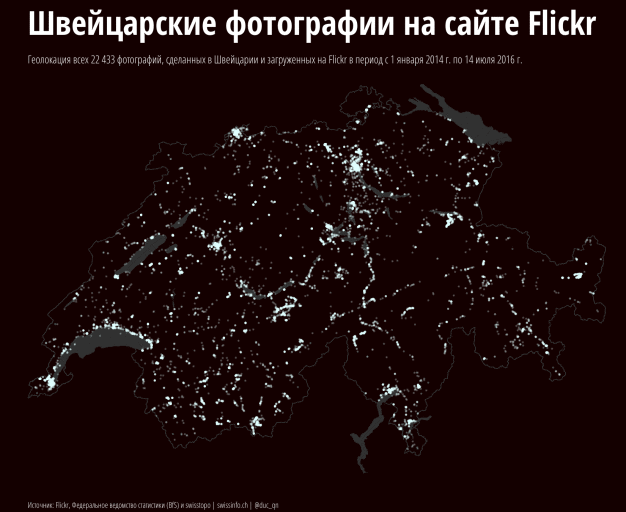 Швейцарские фотографии на сайте Flickr
Геолокация всех 22 433 фотографий, сделанных в Швейцарии и загруженных на Flickr в период с 1 января 2014 г. по 14 июля 2016 г.
Источник: Flickr, Федеральное ведомство статистики (BfS) и swisstopo | swissinfo.ch | @duc_qn